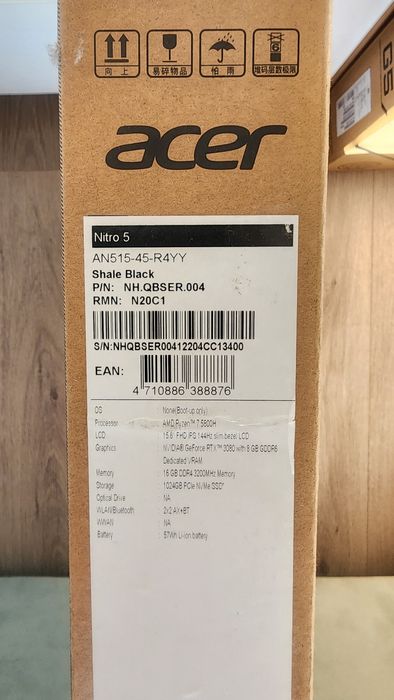 向上
易碎物品
怕雨
6
堆码层数极限
G5
acer
Nitro 5
AN515-45-R4YY
Shale Black
P/N: NH.QBSER.004
RMN: N20C1
S/N:NHQBSER00412204CC13400
EAN:
4 710886 388876
OS : None(Boot-up only)
Processor : AMD Ryzen™ 7 5800H
LCD : 15.6" FHD IPS 144Hz slim bezel LCD
Graphics : NVIDIA® GeForce RTX™ 3080 with 8 GB GDDR6
Dedicated VRAM
Memory : 16 GB DDR4 3200MHz Memory
Storage : 1024GB PCIe NVMe SSD*
Optical Drive : NA
WLAN/Bluetooth : 2x2 AX+BT
WWAN : NA
Battery : 57Wh Li-ion battery